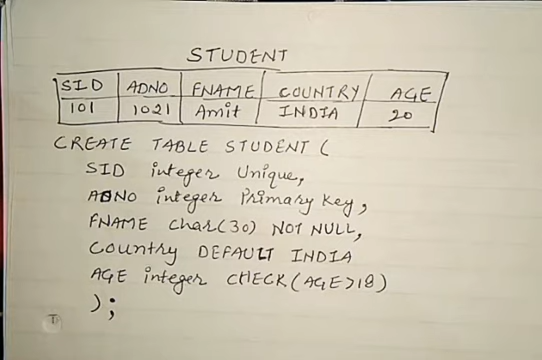 STUDENT
SID ADNO FNAME COUNTRY AGE
101 1021 Amit INDIA 20
CREATE TABLE STUDENT (
SID integer Unique,
ADNO integer Primary Key,
FNAME Char(30) NOT NULL,
Country DEFAULT INDIA
AGE integer CHECK (AGE>18)
);